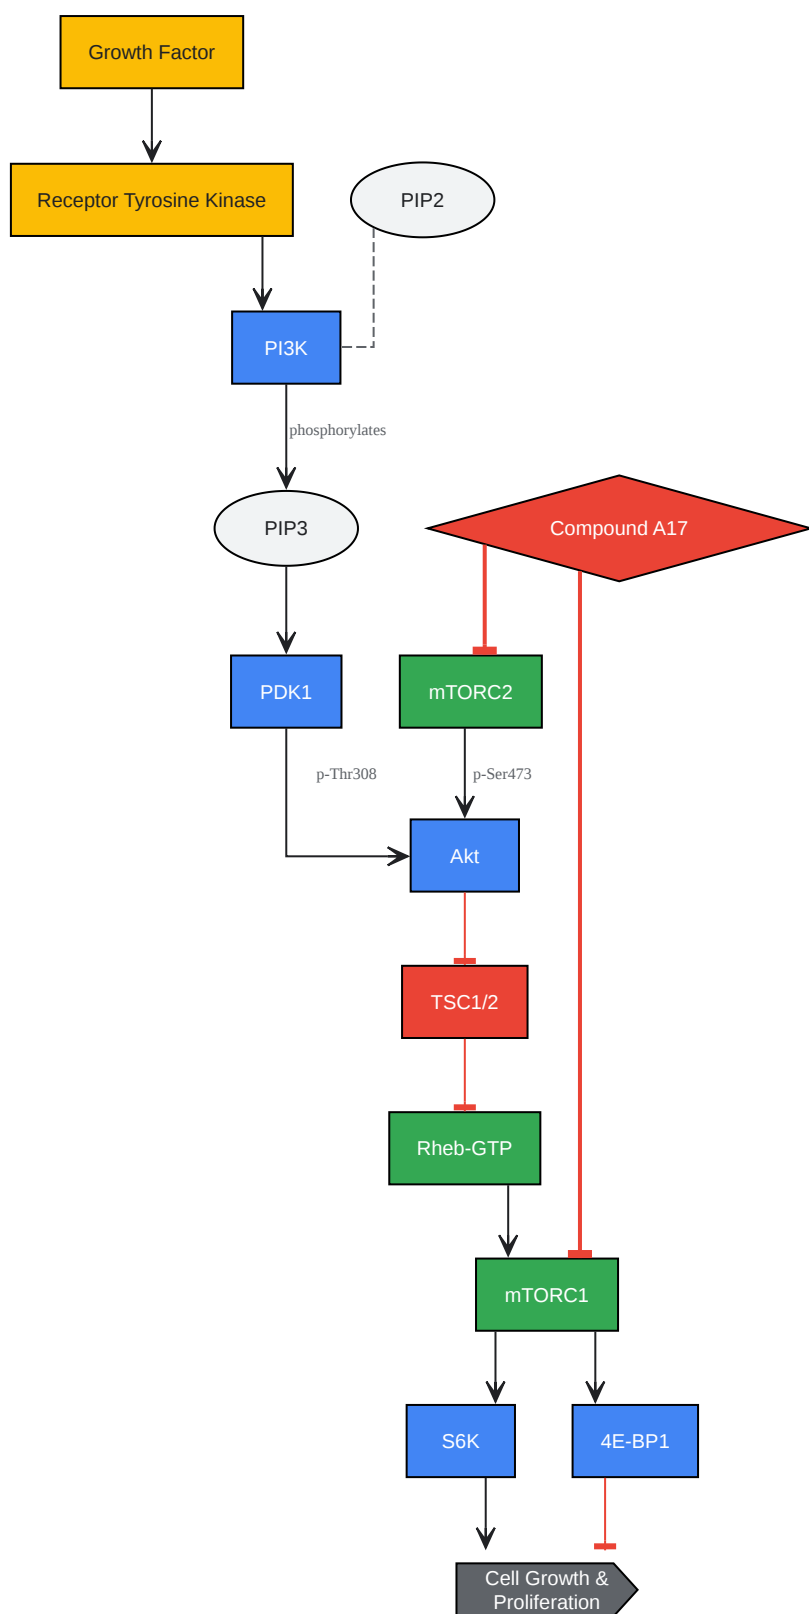 Growth Factor
Receptor Tyrosine Kinase
PIP2
PI3K
phosphorylates
PIP3
Compound A17
PDK1
mTORC2
p-Thr308
p-Ser473
Akt
TSC1/2
Rheb-GTP
mTORC1
S6K
4E-BP1
Cell Growth &
Proliferation